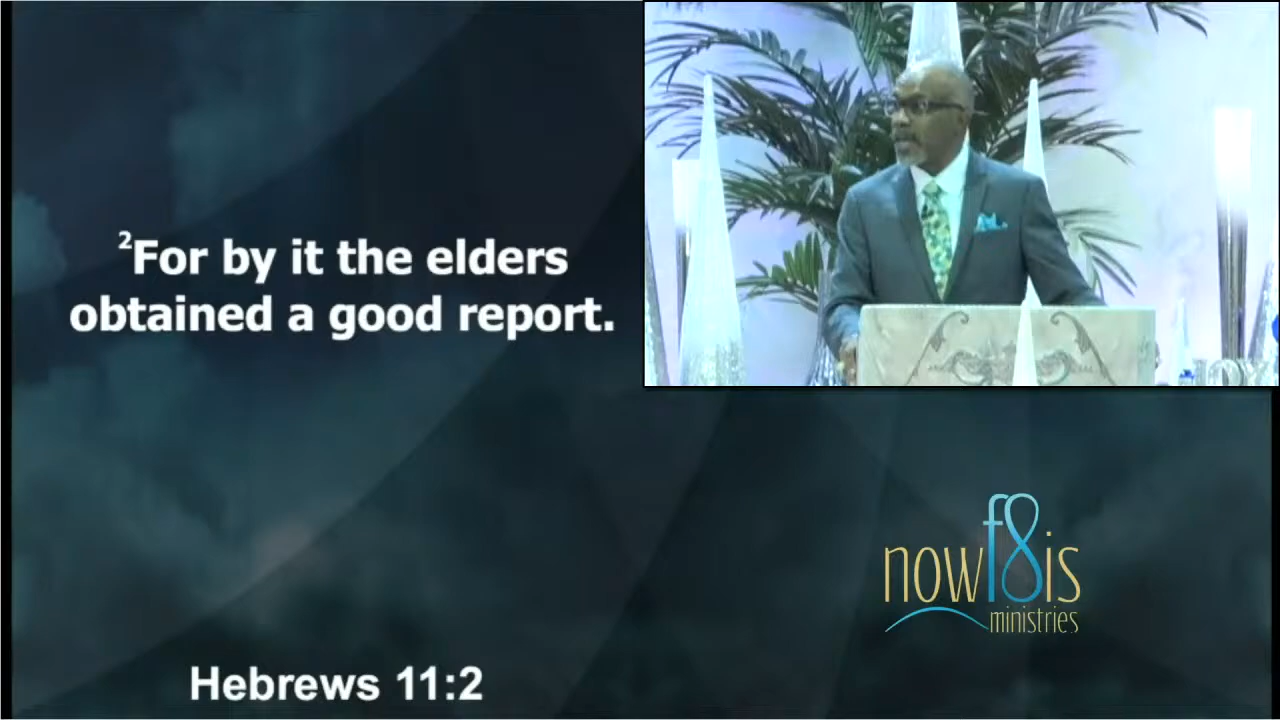 ²For by it the elders
obtained a good report.
Hebrews 11:2
nowf8is
ministries